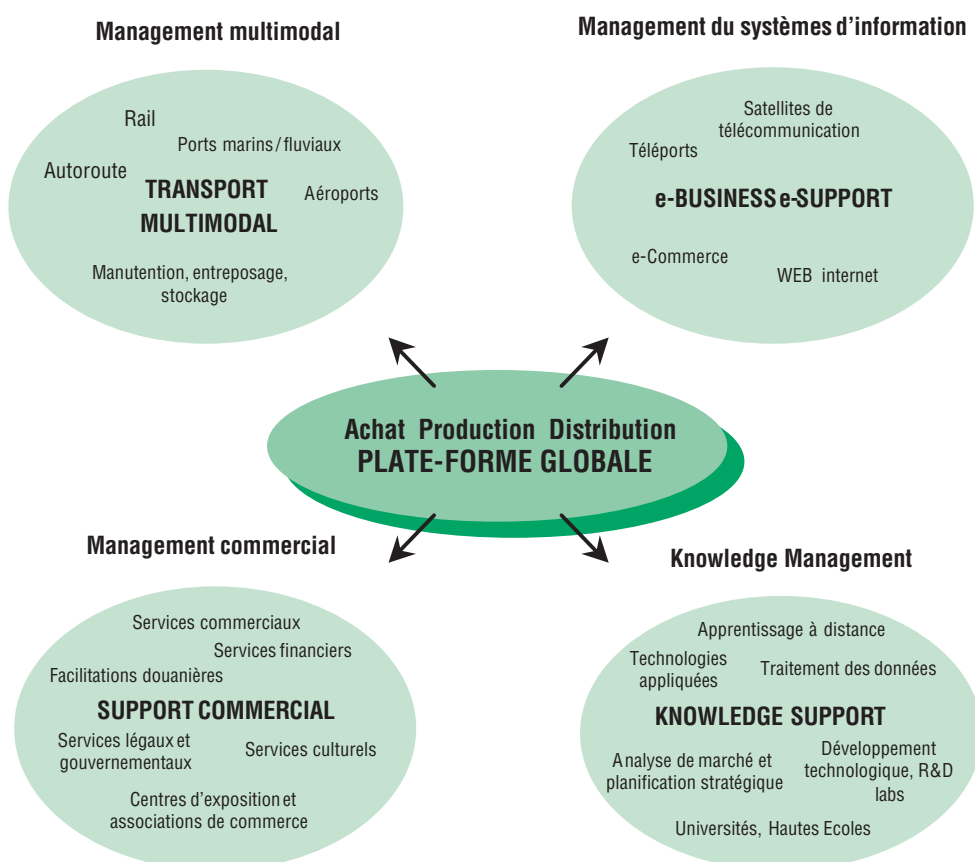 Management multimodal
Rail
Ports marins / fluviaux
Autoroute
TRANSPORT
MULTIMODAL
Aéroports
Manutention, entreposage,
stockage
Management du systèmes d'information
Satellites de
télécommunication
Téléports
e-BUSINESS e-SUPPORT
e-Commerce
WEB internet
Achat Production Distribution
PLATE-FORME GLOBALE
Management commercial
Services commerciaux
Services financiers
Facilitations douanières
SUPPORT COMMERCIAL
Services légaux et
gouvernementaux
Services culturels
Centres d'exposition et
associations de commerce
Knowledge Management
Apprentissage à distance
Technologies
appliquées
Traitement des données
KNOWLEDGE SUPPORT
Analyse de marché et
planification stratégique
Développement
technologique, R&D
labs
Universités, Hautes Ecoles